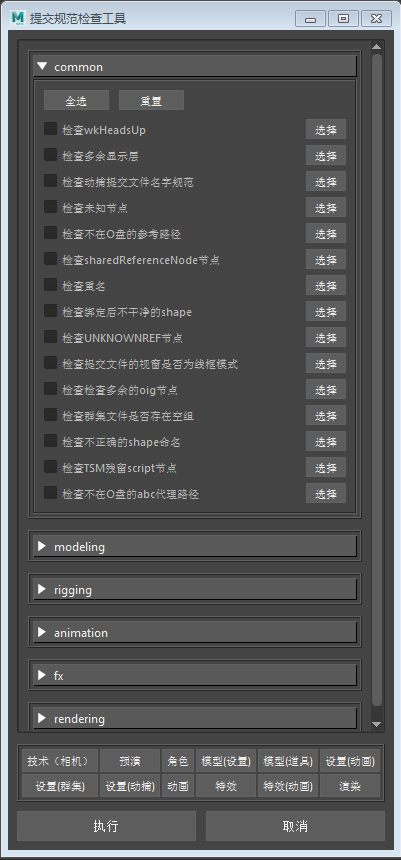 提交规范检查工具
common
全选 重置
检查wkHeadsUp 选择
检查多余显示层 选择
检查动捕提交文件名字规范 选择
检查未知节点 选择
检查不在O盘的参考路径 选择
检查sharedReferenceNode节点 选择
检查重名 选择
检查绑定后不干净的shape 选择
检查UNKNOWNREF节点 选择
检查提交文件的视窗是否为线框模式 选择
检查检查多余的oig节点 选择
检查群集文件是否存在空组 选择
检查不正确的shape命名 选择
检查TSM残留script节点 选择
检查不在O盘的abc代理路径 选择
modeling
rigging
animation
fx
rendering
技术（相机） 预演 角色 模型(设置) 模型(道具) 设置(动画)
设置(群集) 设置(动捕) 动画 特效 特效(动画) 渲染
执行 取消